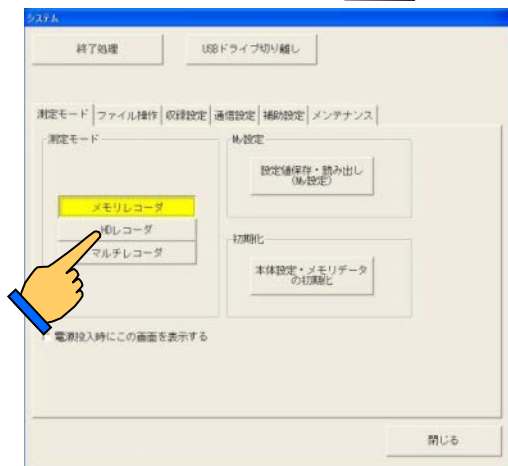 システム
終了処理
USBドライブ切り離し
測定モード
ファイル操作
収録設定
通信設定
補助設定
メンテナンス
測定モード
メモリレコーダ
HDレコーダ
マルチレコーダ
My設定
設定値保存・読み出し
(My設定)
初期化
本体設定・メモリデータ
の初期化
電源投入時にこの画面を表示する
閉じる